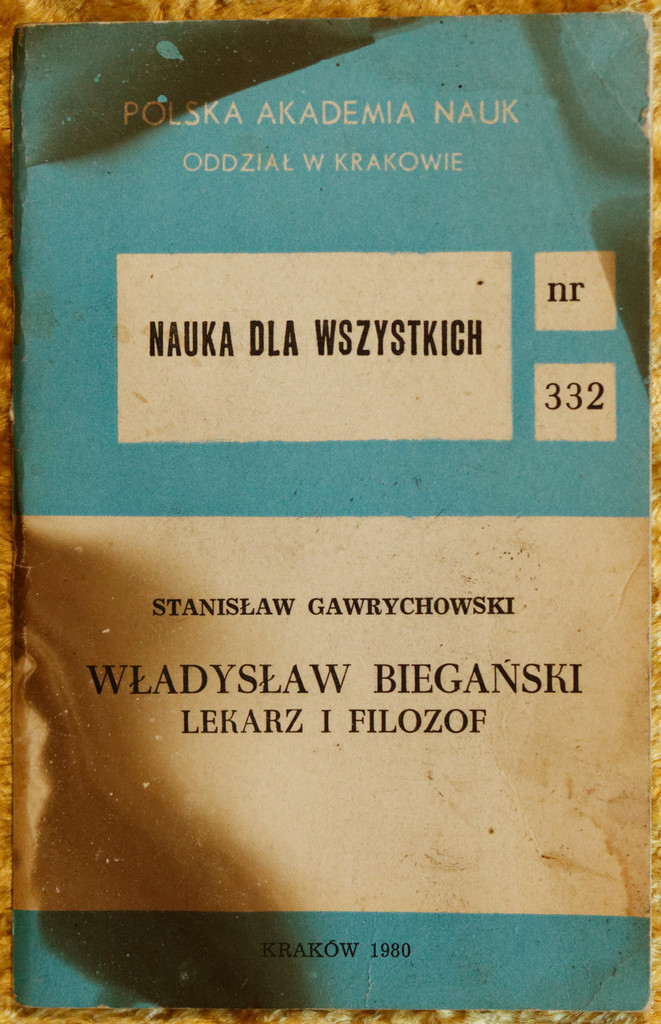 POLSKA AKADEMIA NAUK
ODDZIAŁ W KRAKOWIE
NAUKA DLA WSZYSTKICH
nr
332
STANISŁAW GAWRYCHOWSKI
WŁADYSŁAW BIEGAŃSKI
LEKARZ I FILOZOF
KRAKÓW 1980